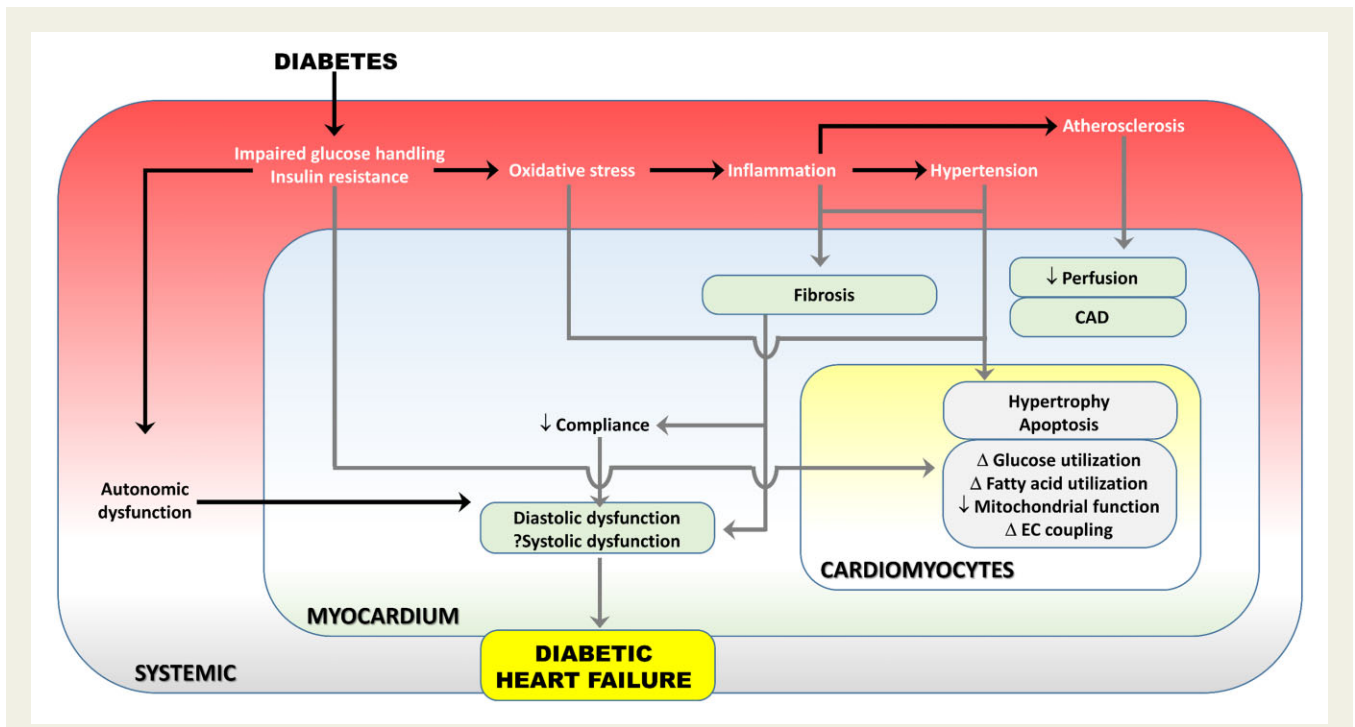 DIABETES
Atherosclerosis
Impaired glucose handling
Insulin resistance
Oxidative stress
Inflammation
Hypertension
↓ Perfusion
CAD
Fibrosis
Hypertrophy
Apoptosis
↓ Compliance
Δ Glucose utilization
Δ Fatty acid utilization
↓ Mitochondrial function
Δ EC coupling
Autonomic
dysfunction
Diastolic dysfunction
?Systolic dysfunction
CARDIOMYOCYTES
MYOCARDIUM
DIABETIC
HEART FAILURE
SYSTEMIC